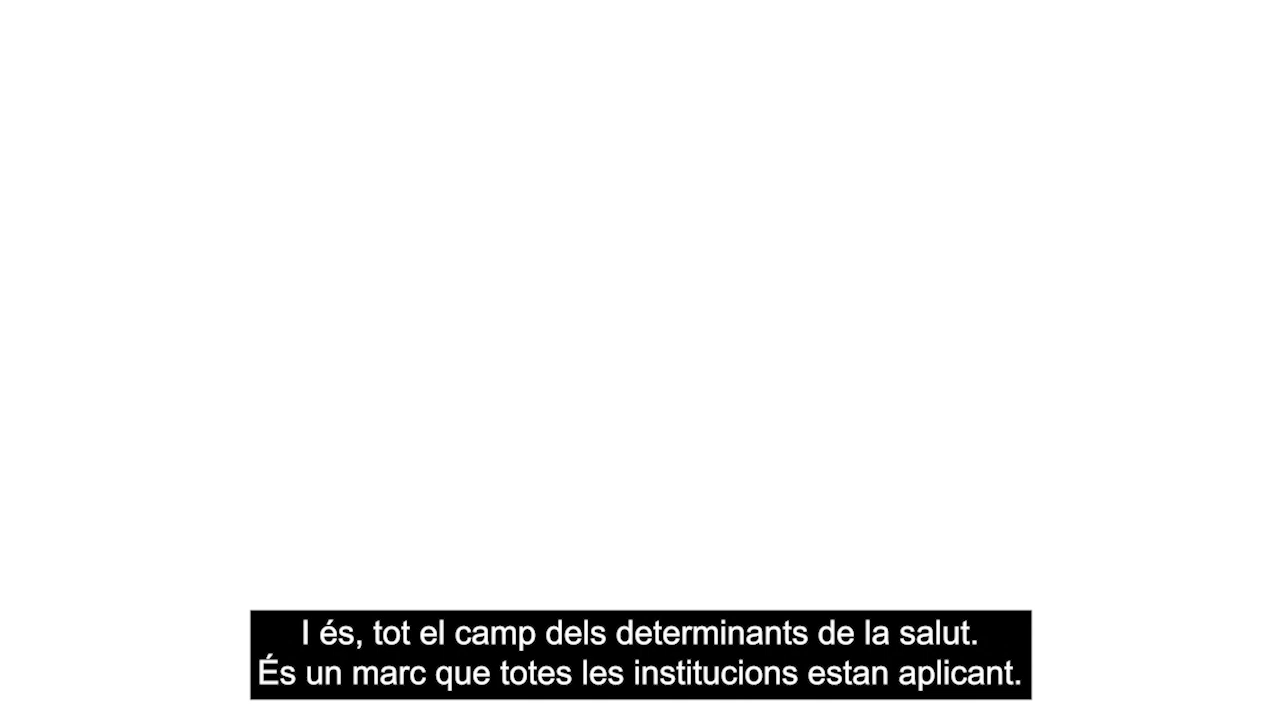 I és, tot el camp dels determinants de la salut.
És un marc que totes les institucions estan aplicant.